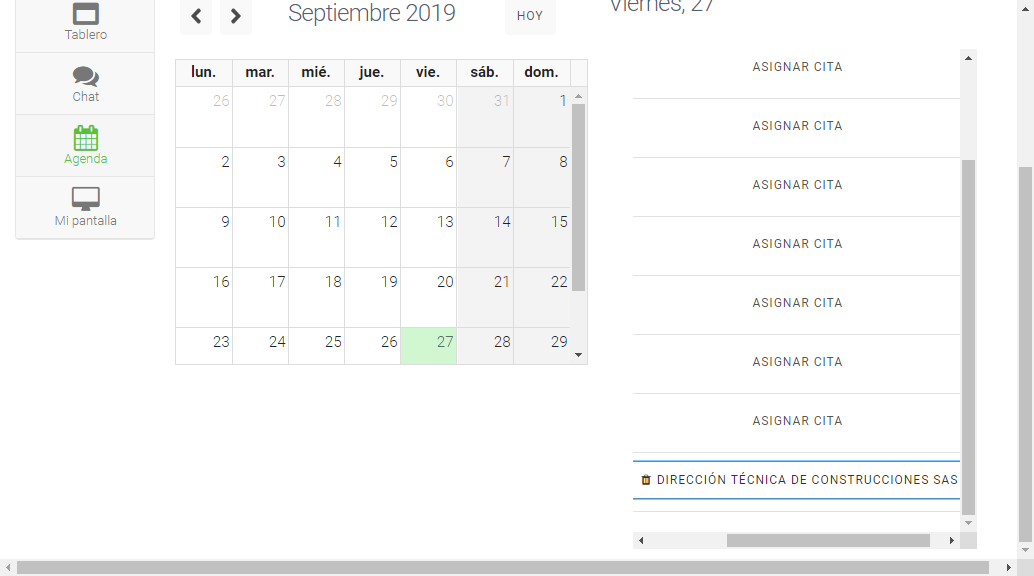 Tablero
Chat
Agenda
Mi pantalla
Septiembre 2019
HOY
lun. mar. mié. jue. vie. sáb. dom.
26 27 28 29 30 31 1
2 3 4 5 6 7 8
9 10 11 12 13 14 15
16 17 18 19 20 21 22
23 24 25 26 27 28 29
Viernes, 27
ASIGNAR CITA
ASIGNAR CITA
ASIGNAR CITA
ASIGNAR CITA
ASIGNAR CITA
ASIGNAR CITA
ASIGNAR CITA
DIRECCIÓN TÉCNICA DE CONSTRUCCIONES SAS